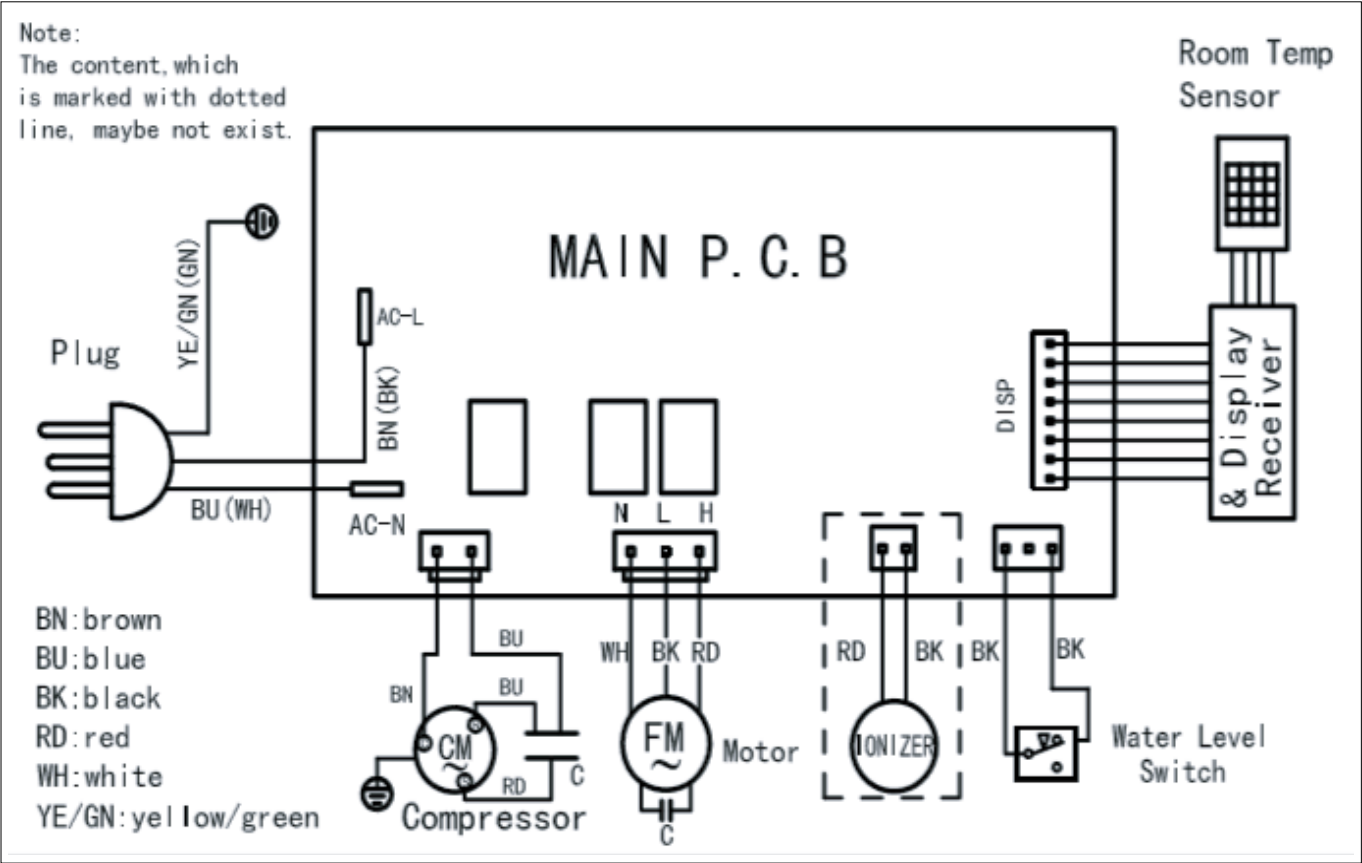 Note:
The content, which
is marked with dotted
line, maybe not exist.
Room Temp
Sensor
MAIN P. C. B
YE/GN(GN)
AC-L
Plug
BN(BK)
DISP
& Display
Receiver
BU(WH)
AC-N
N L H
BN:brown
BU:blue
BK:black
RD:red
WH:white
YE/GN:yellow/green
BU
BN
BU
CM
~
RD
C
Compressor
WH BK RD
FM
~
Motor
C
RD BK
IONIZER
BK BK
Water Level
Switch